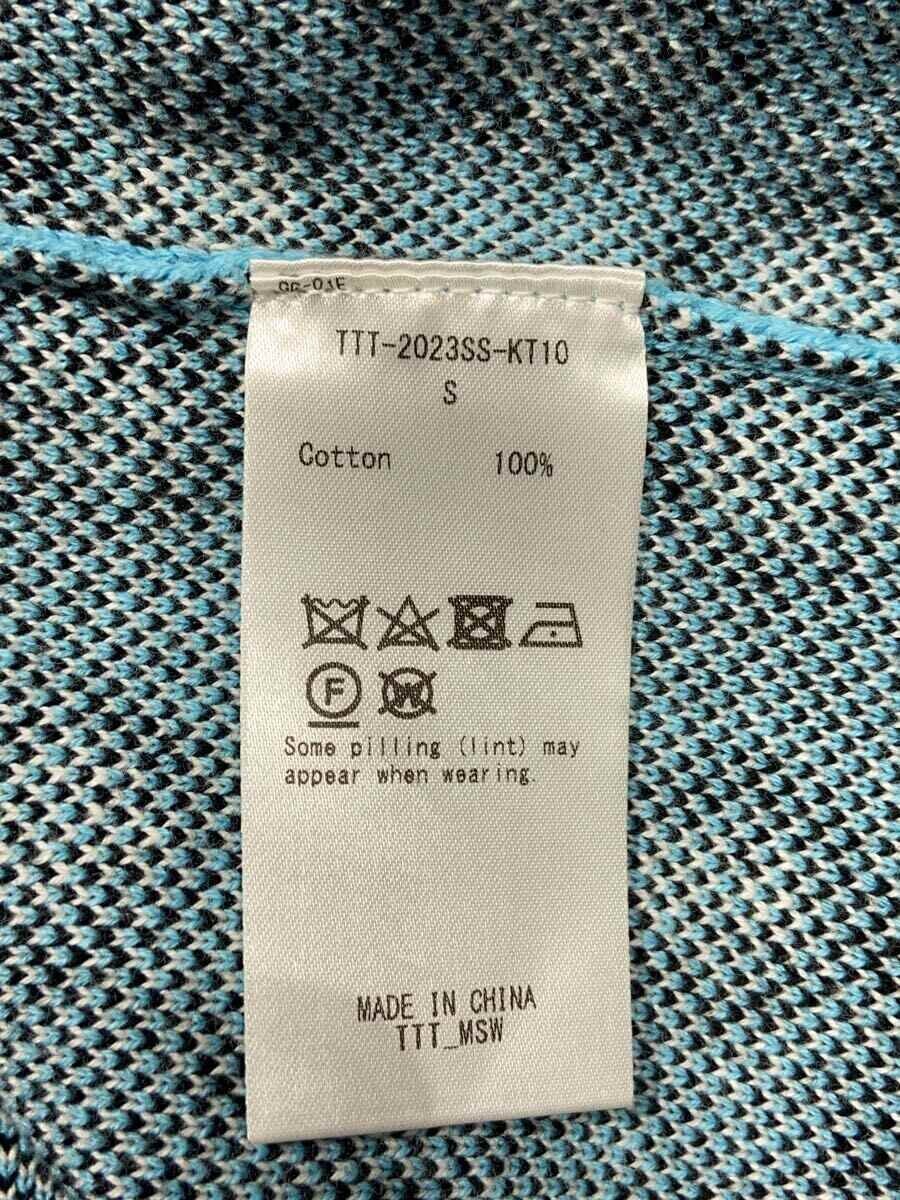 TTT-2023SS-KT10
S
Cotton 100%
F W
Some pilling (lint) may
appear when wearing.
MADE IN CHINA
TTT_MSW